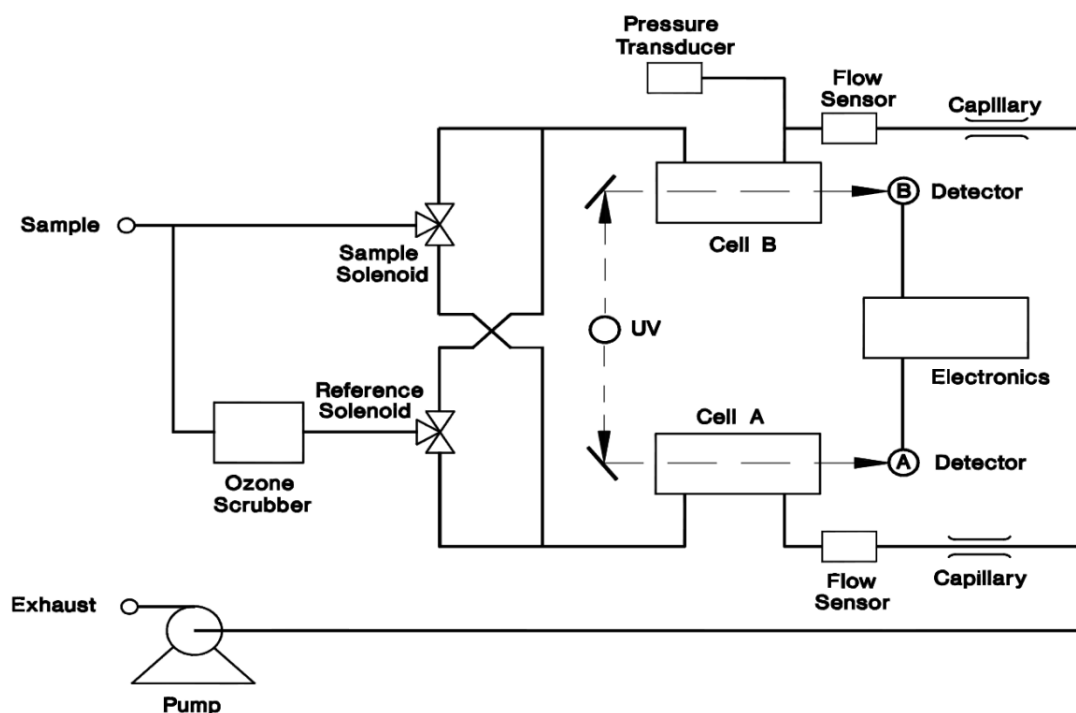 Pressure
Transducer
Flow
Sensor
Capillary
Sample
Sample
Solenoid
B
Detector
Cell B
UV
Reference
Solenoid
Electronics
Cell A
A
Detector
Ozone
Scrubber
Flow
Sensor
Capillary
Exhaust
Pump